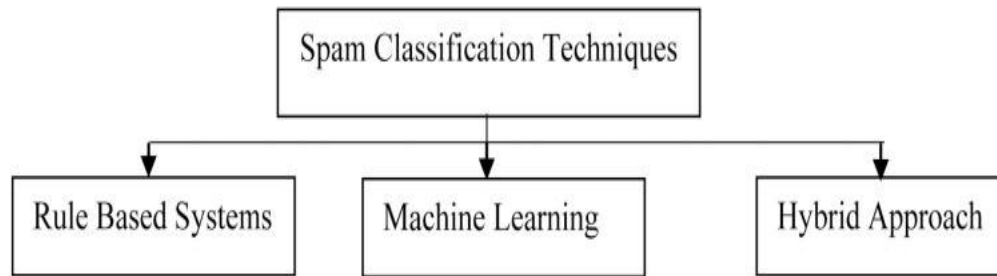 Spam Classification Techniques
Rule Based Systems
Machine Learning
Hybrid Approach